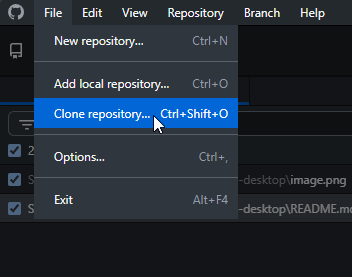 File Edit View Repository Branch Help
New repository... Ctrl+N
Add local repository... Ctrl+O
Clone repository... Ctrl+Shift+O
2
-desktop\image.png
Options... Ctrl+,
S -desktop\README.m
Exit Alt+F4